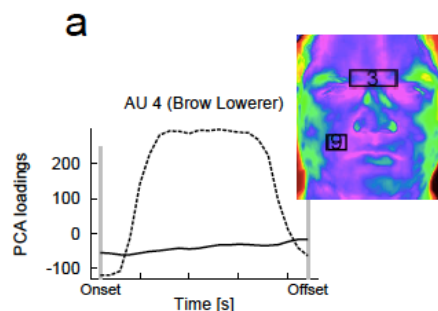 a
AU 4 (Brow Lowerer)
3
9
PCA loadings
200
100
0
-100
Onset
Offset
Time [s]